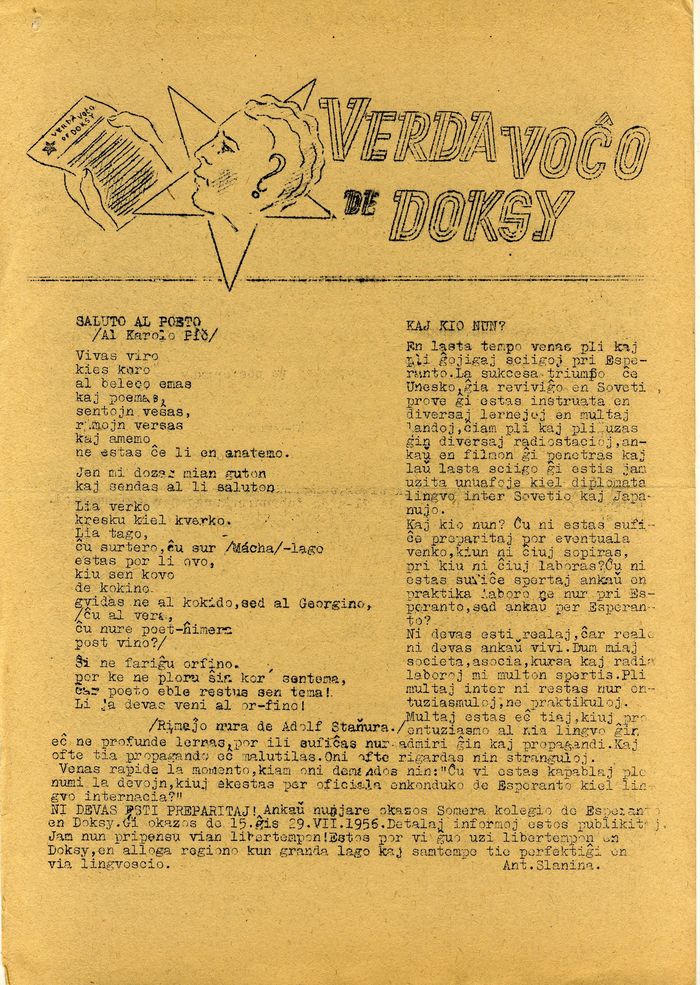 VERDA VOĈO
DE DOKSY
VERDA VOĈO
DE DOKSY
SALUTO AL POETO
/Al Karolo Pič/
Vivas viro
kies koro
al beleco emas
kaj poemas,
sentojn vesas,
rimojn versas
kaj amemo
ne estas ĉe li en anatemo.
Jen mi dozas mian guton
kaj sendas al li saluton
Lia verko
kresku kiel kverko.
Lia tago,
ĉu surtero, ĉu sur /Mácha/-lago
estas por li ovo,
kiu sen kovo
de kokino
gvidas ne al kokido,sed al Georgino,
/ĉu al vera,
ĉu nure poet-ĥimera
post vino?/
Ŝi ne fariĝu orfino.
por ke ne ploru ŝin kor' sentema,
ĉar poeto eble restus sen tema!
Li ja devas veni al or-fino!
/Rimaĵo nura de Adolf Staňura./
KAJ KIO NUN?
En lasta tempo venas pli kaj
pli ĝojigaj sciigoj pri Espe-
ranto.La sukcesa triumfo ĉe
Unesko,ĝia reviviĝo en Soveti,
prove ĝi estas instruata en
diversaj lernejoj en multaj
landoj,ĉiam pli kaj pli uzas
ĝin diversaj radiostacioj,an-
kaŭ en filmon ĝi penetras kaj
laŭ lasta sciigo ĝi estis jam
uzita unuafoje kiel diplomata
lingvo inter Sovetio kaj Japa-
nujo.
Kaj kio nun? Ĉu ni estas sufi-
ĉe preparitaj por eventuala
venko,kiun ni ĉiuj sopiras,
pri kiu ni ĉiuj laboras?Ĉu ni
estas sufiĉe spertaj ankaŭ en
praktika laboro ne nur pri Es-
peranto,sed ankaŭ per Esperan-
to?
Ni devas esti realaj,ĉar reale
ni devas ankaŭ vivi.Dum miaj
societa,asocia,kursa kaj radia
laboroj mi multon spertis.Pli
multaj inter ni restas nur en-
tuziasmuloj,ne praktikuloj.
Multaj estas eĉ tiaj,kiuj pro
entuziasmo al nia lingvo ĝin
eĉ ne profunde lernas,por ili sufiĉas nur admiri ĝin kaj propagandi.Kaj
ofte tia propagando eĉ malutilas.Oni ofte rigardas nin stranguloj.
Venas rapide la momento,kiam oni demandos nin:"Ĉu vi estas kapablaj ple
numi la devojn,kiuj ekestas per oficiala enkonduko de Esperanto kiel lin-
gvo internacia?"
NI DEVAS ESTI PREPARITAJ! Ankaŭ nunjare okazos Somera kolegio de Esperanto
en Doksy.Ĝi okazos de 15.ĝis 29.VII.1956.Detalaj informoj estos publikitaj.
Jam nun pripensu vian libertempon!Estos por vi ĝuo uzi libertempon en
Doksy,en alloga regiono kun granda lago kaj samtempe tie perfektiĝi en
via lingvoscio.
Ant.Slanina.